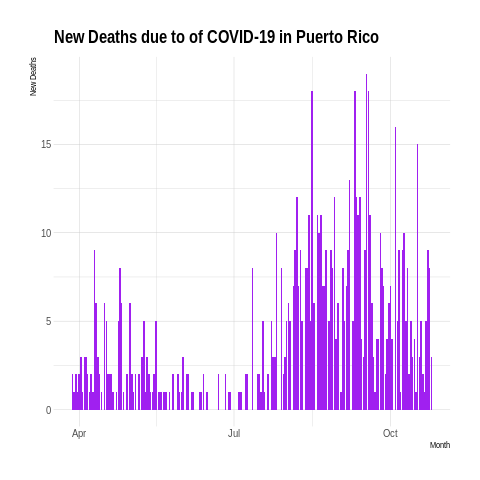 New Deaths due to of COVID-19 in Puerto Rico
New Deaths
15
10
5
0
Apr
Jul
Oct
Month